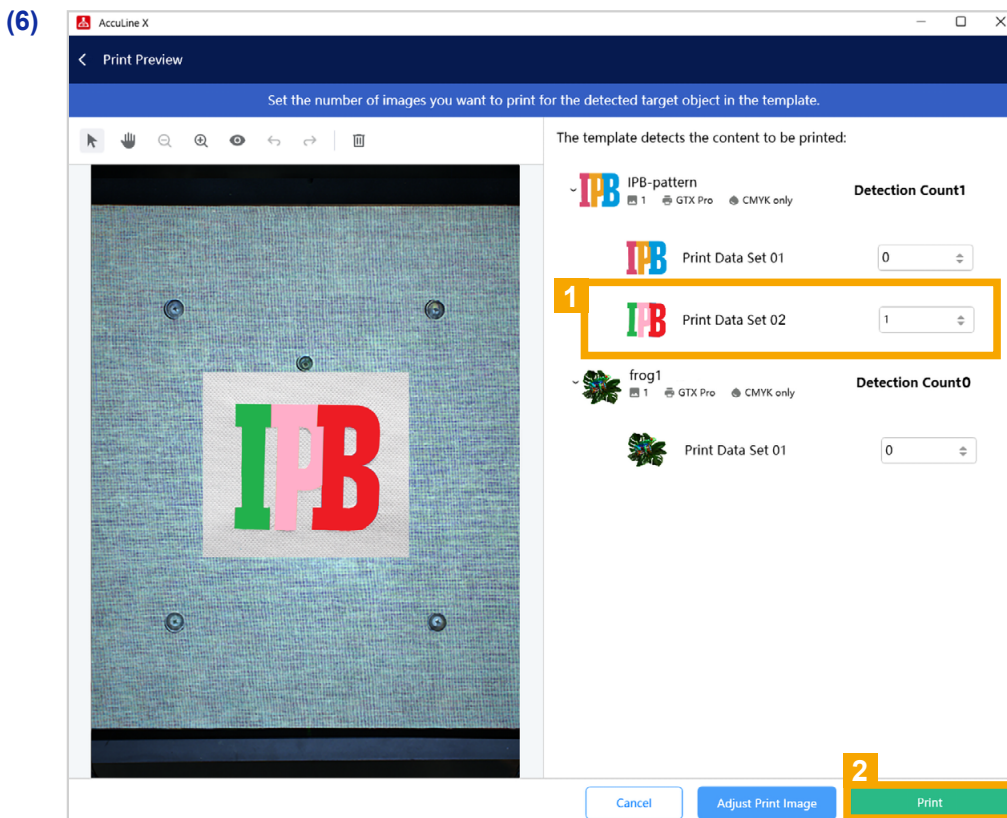 (6)
AccuLine X
Print Preview
Set the number of images you want to print for the detected target object in the template.
The template detects the content to be printed:
IPB
IPB-pattern
1 GTX Pro CMYK only
Detection Count1
IPB
Print Data Set 01
0
1
IPB
Print Data Set 02
1
frog1
1 GTX Pro CMYK only
Detection Count0
Print Data Set 01
0
IPB
2
Cancel
Adjust Print Image
Print